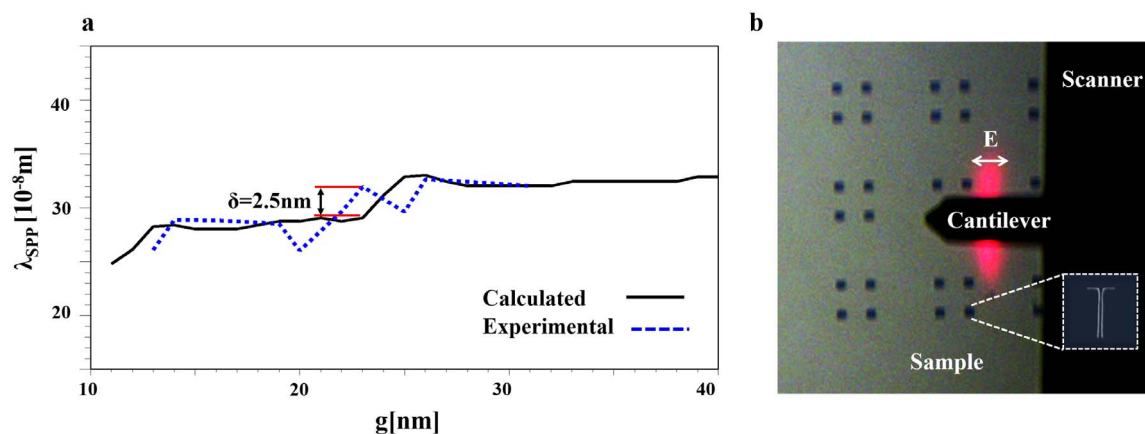 a
b
λSPP [10⁻⁸m]
40
30
20
δ=2.5nm
Calculated
Experimental
10
20
30
40
g[nm]
Scanner
E
Cantilever
Sample